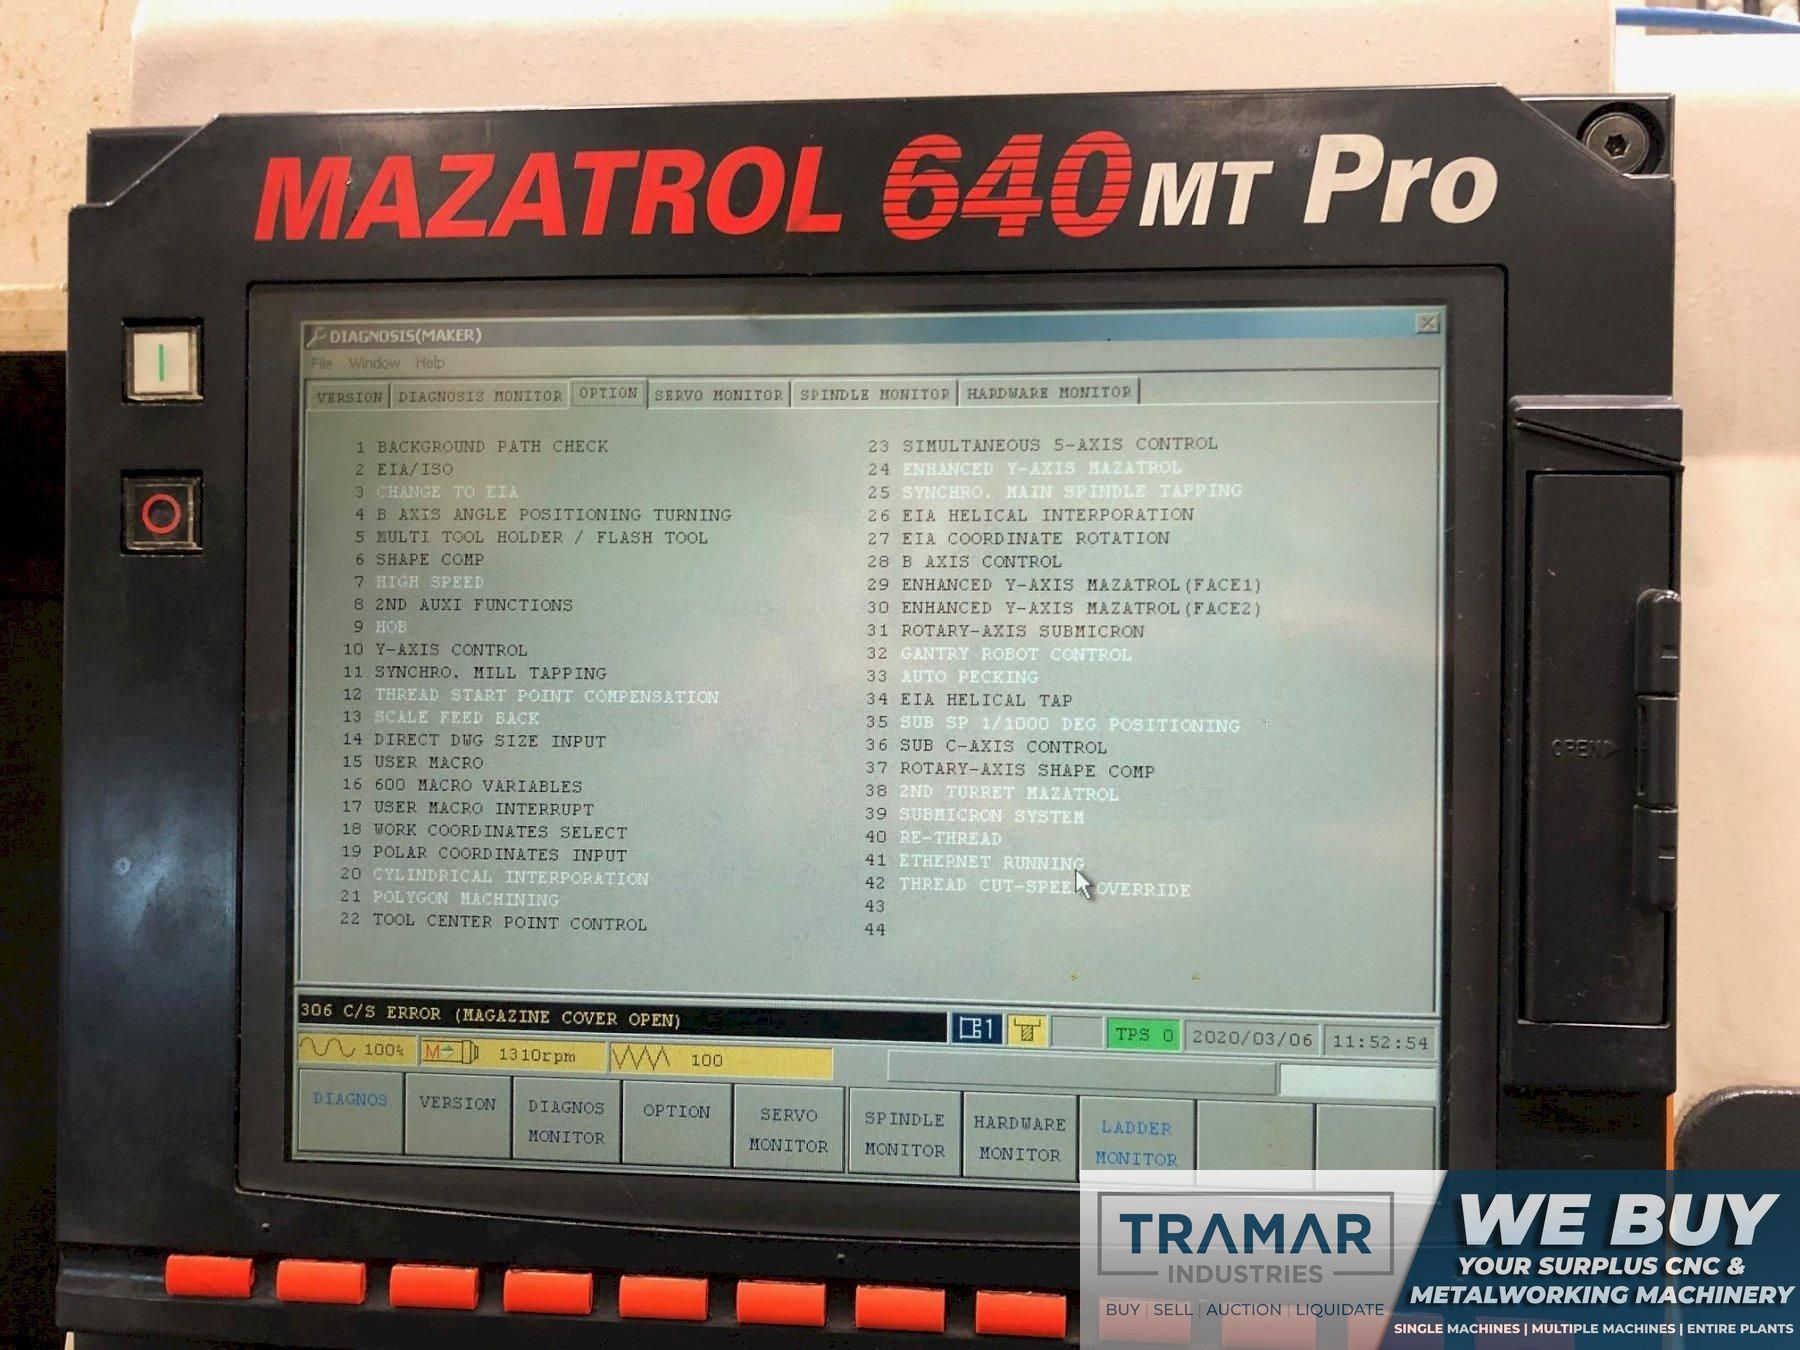 MAZATROL 640 MT Pro
DIAGNOSIS(MAKER)
File Window Help
VERSION DIAGNOSIS MONITOR OPTION SERVO MONITOR SPINDLE MONITOR HARDWARE MONITOR
1 BACKGROUND PATH CHECK
2 EIA/ISO
3 CHANGE TO EIA
4 B AXIS ANGLE POSITIONING TURNING
5 MULTI TOOL HOLDER / FLASH TOOL
6 SHAPE COMP
7 HIGH SPEED
8 2ND AUXI FUNCTIONS
9 HOB
10 Y-AXIS CONTROL
11 SYNCHRO. MILL TAPPING
12 THREAD START POINT COMPENSATION
13 SCALE FEED BACK
14 DIRECT DWG SIZE INPUT
15 USER MACRO
16 600 MACRO VARIABLES
17 USER MACRO INTERRUPT
18 WORK COORDINATES SELECT
19 POLAR COORDINATES INPUT
20 CYLINDRICAL INTERPORATION
21 POLYGON MACHINING
22 TOOL CENTER POINT CONTROL
23 SIMULTANEOUS 5-AXIS CONTROL
24 ENHANCED Y-AXIS MAZATROL
25 SYNCHRO. MAIN SPINDLE TAPPING
26 EIA HELICAL INTERPORATION
27 EIA COORDINATE ROTATION
28 B AXIS CONTROL
29 ENHANCED Y-AXIS MAZATROL(FACE1)
30 ENHANCED Y-AXIS MAZATROL(FACE2)
31 ROTARY-AXIS SUBMICRON
32 GANTRY ROBOT CONTROL
33 AUTO PECKING
34 EIA HELICAL TAP
35 SUB SP 1/1000 DEG POSITIONING
36 SUB C-AXIS CONTROL
37 ROTARY-AXIS SHAPE COMP
38 2ND TURRET MAZATROL
39 SUBMICRON SYSTEM
40 RE-THREAD
41 ETHERNET RUNNING
42 THREAD CUT-SPEED OVERRIDE
43
44
OPEN
306 C/S ERROR (MAGAZINE COVER OPEN)
1 TPS 0 2020/03/06 11:52:54
100% M 1310rpm 100
DIAGNOS VERSION DIAGNOS MONITOR OPTION SERVO MONITOR SPINDLE MONITOR HARDWARE MONITOR LADDER MONITOR
TRAMAR
INDUSTRIES
BUY | SELL | AUCTION | LIQUIDATE
WE BUY
YOUR SURPLUS CNC &
METALWORKING MACHINERY
SINGLE MACHINES | MULTIPLE MACHINES | ENTIRE PLANTS